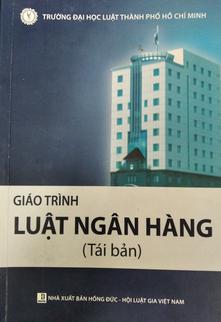 TRƯỜNG ĐẠI HỌC LUẬT THÀNH PHỐ HỒ CHÍ MINH
GIÁO TRÌNH
LUẬT NGÂN HÀNG
(Tái bản)
NHÀ XUẤT BẢN HỒNG ĐỨC - HỘI LUẬT GIA VIỆT NAM